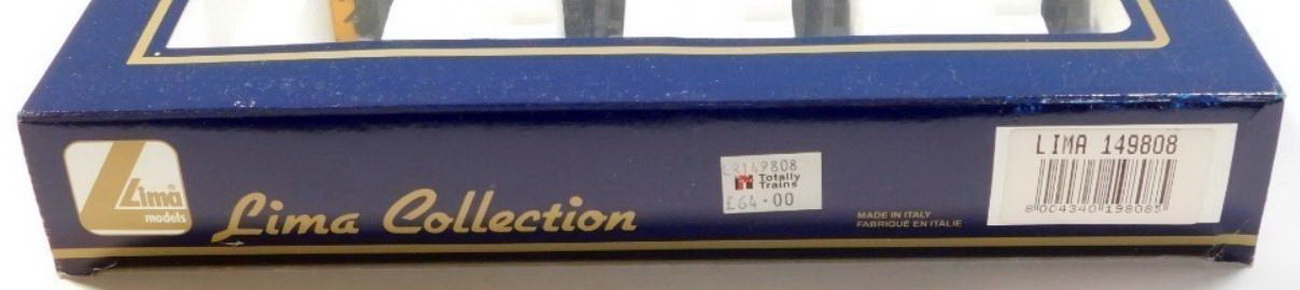 Lima®
models
Lima Collection
LR149808
Totally
Trains
£64.00
MADE IN ITALY
FABRIQUÉ EN ITALIE
LIMA 149808
8 004340 198085